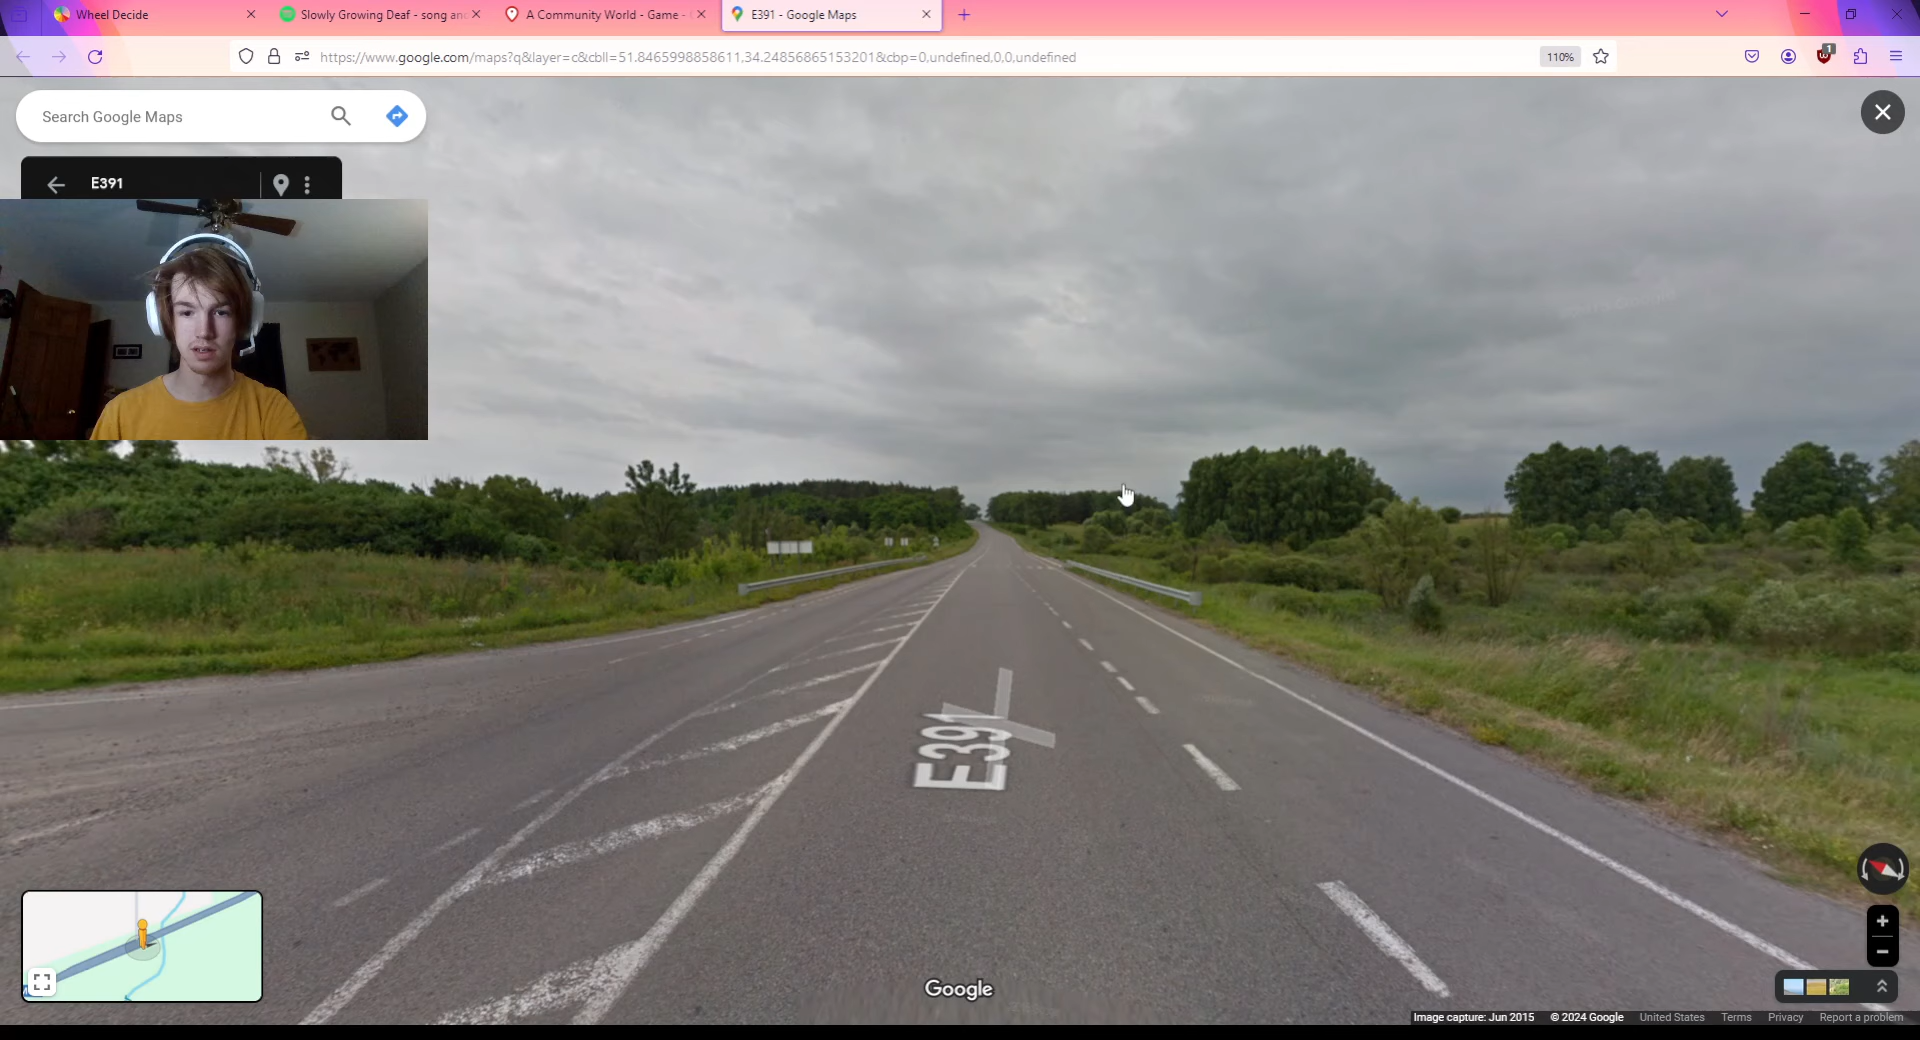 Wheel Decide
Slowly Growing Deaf - song an
A Community World - Game -
E391 - Google Maps
https://www.google.com/maps?q&layer=c&cbll=51.8465998858611,34.24856865153201&cbp=0,undefined,0,0,undefined
110%
1
Search Google Maps
E391
E391
Google
Image capture: Jun 2015 © 2024 Google United States Terms Privacy Report a problem